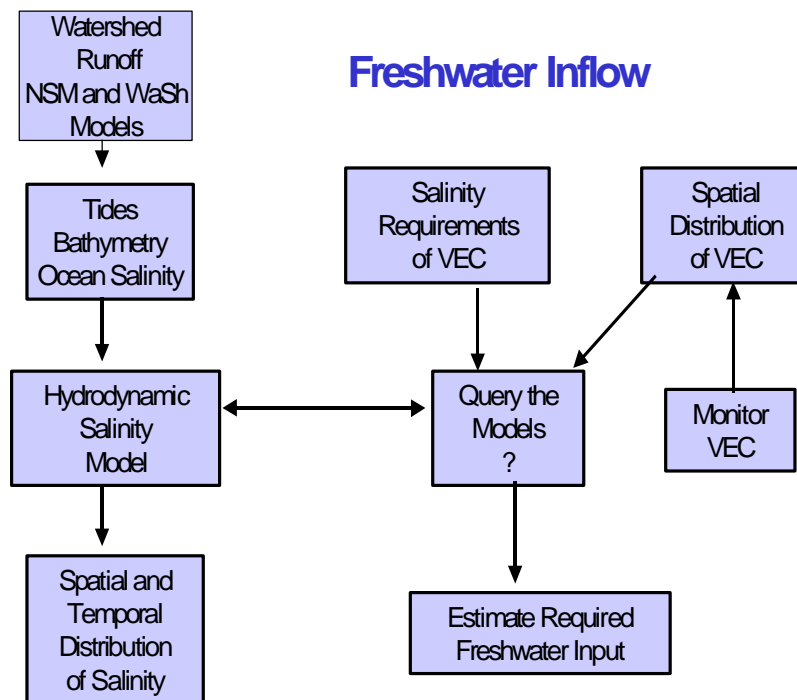 Watershed
Runoff
NSM and WaSh
Models
Freshwater Inflow
Tides
Bathymetry
Ocean Salinity
Salinity
Requirements
of VEC
Spatial
Distribution
of VEC
Hydrodynamic
Salinity
Model
Query the
Models
?
Monitor
VEC
Spatial and
Temporal
Distribution
of Salinity
Estimate Required
Freshwater Input